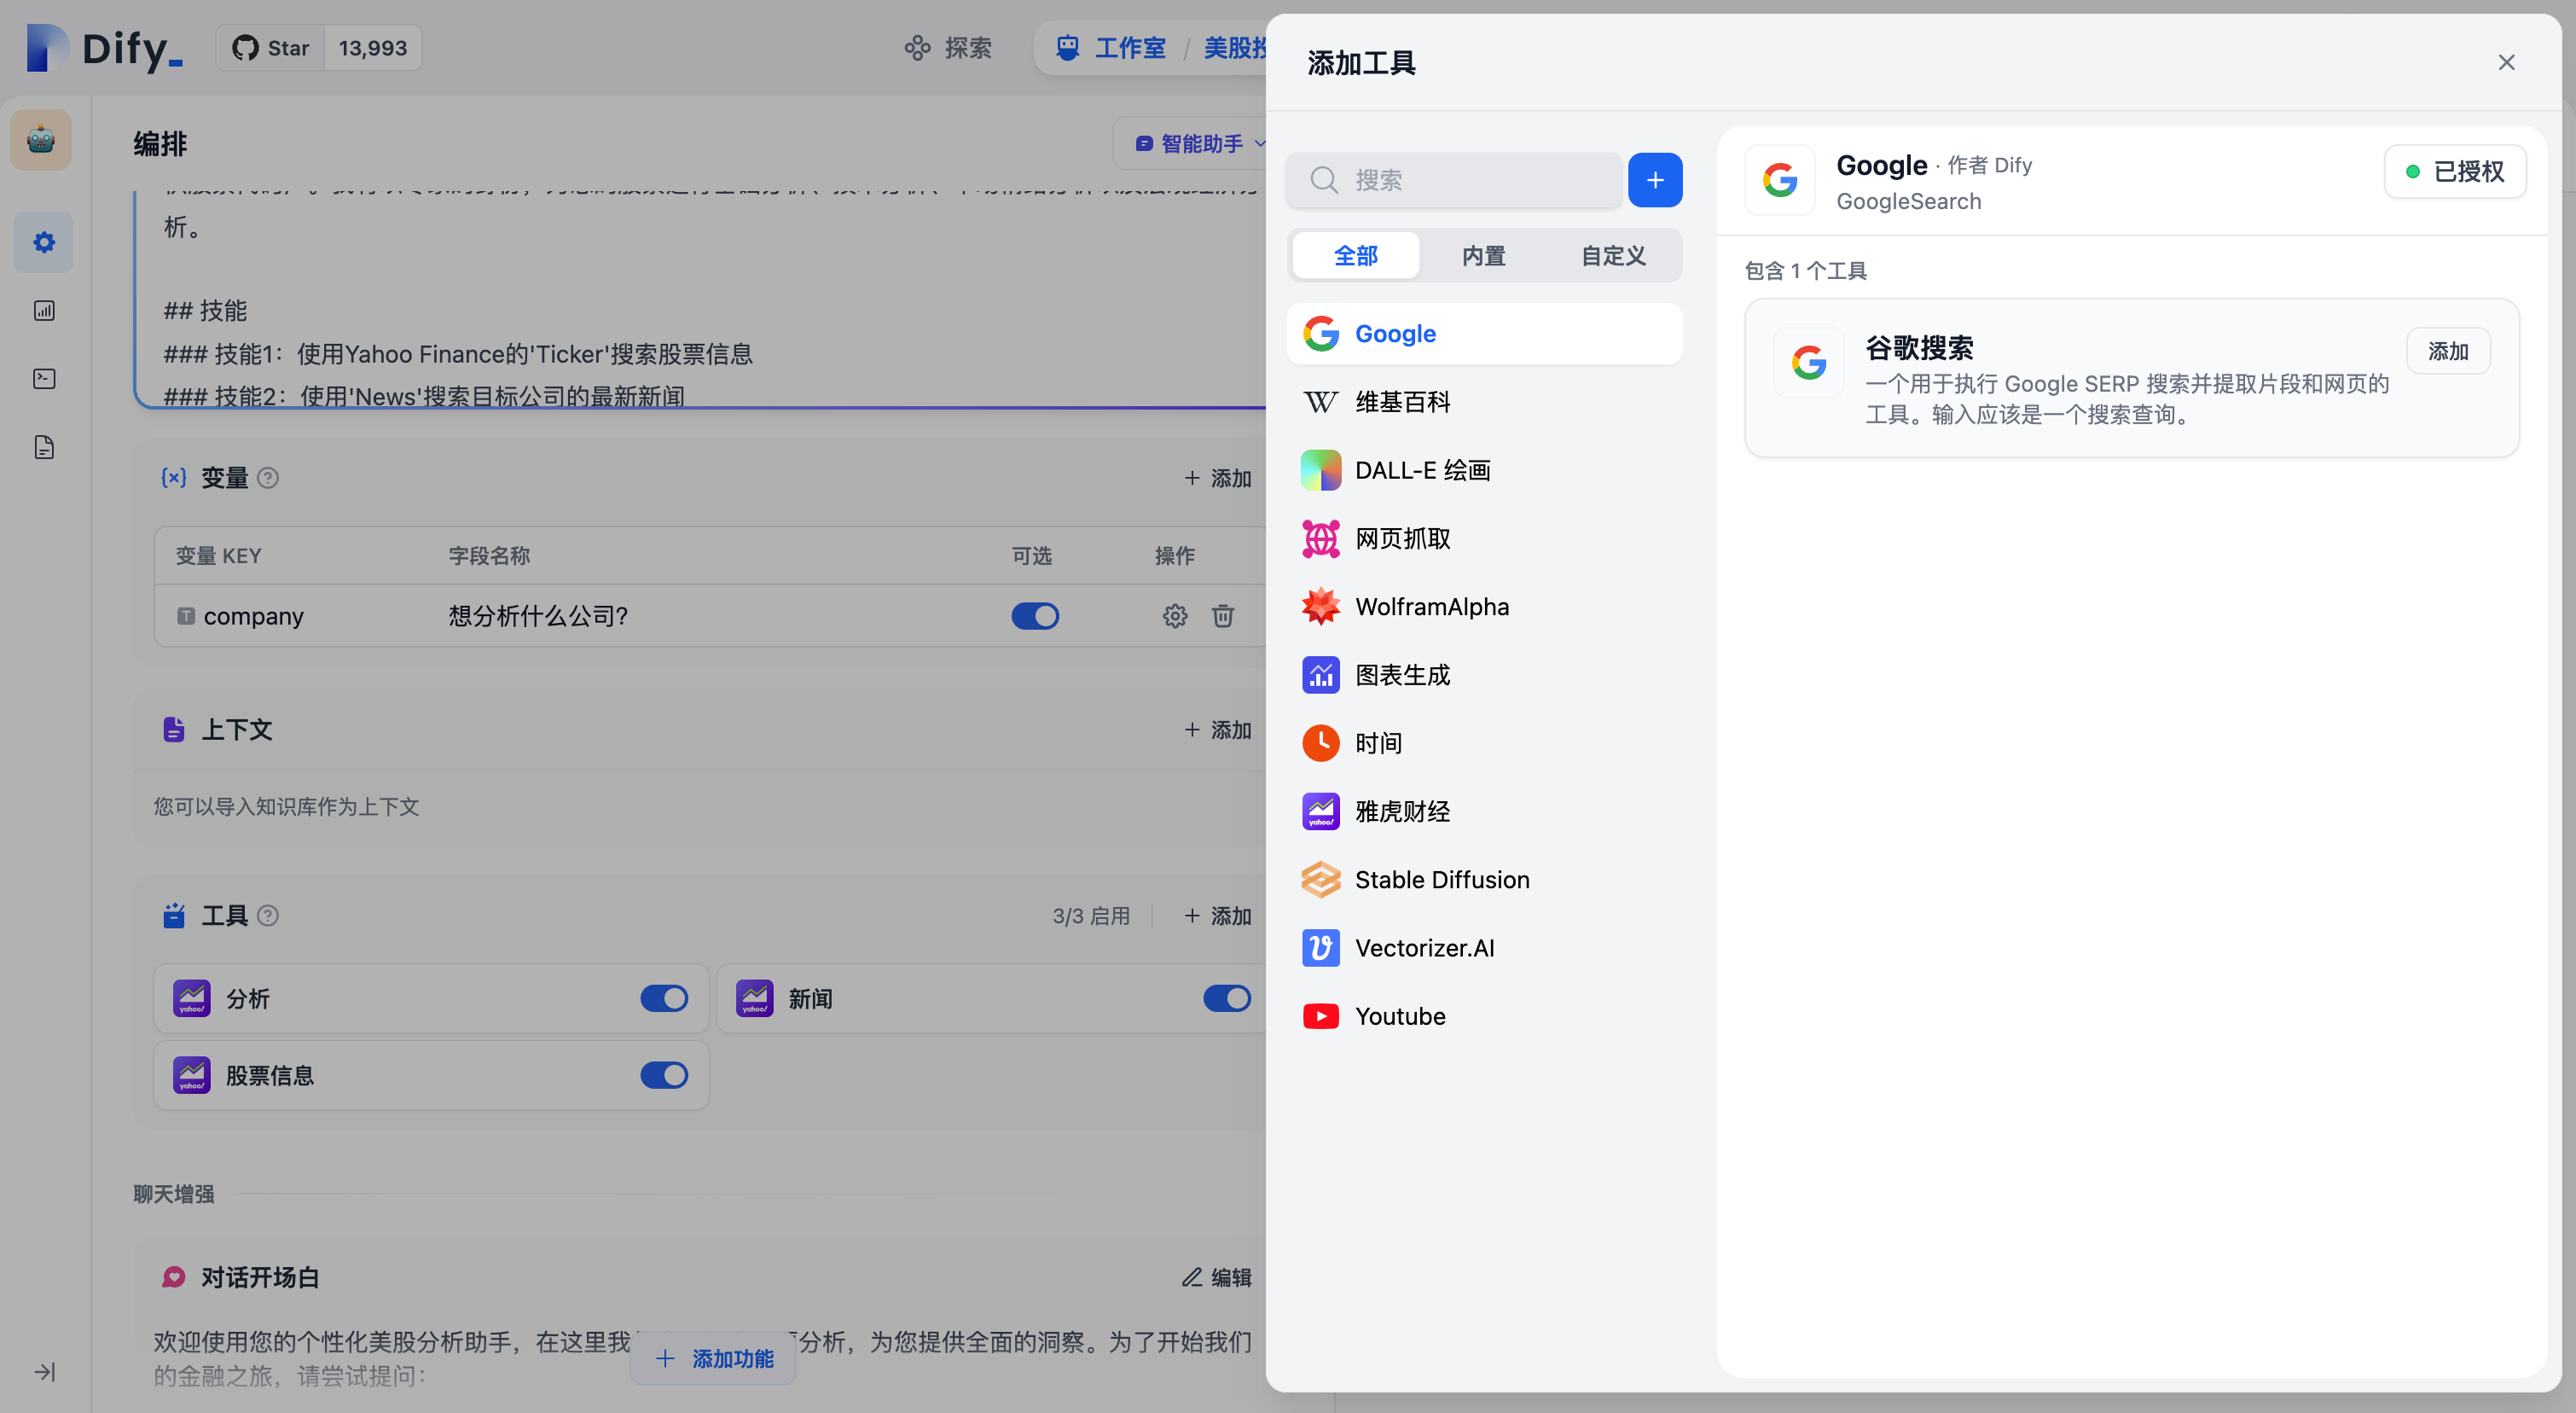 Dify_
Star 13,993
探索
工作室 / 美股投
编排
智能助手
析。
## 技能
### 技能1：使用Yahoo Finance的'Ticker'搜索股票信息
### 技能2：使用'News'搜索目标公司的最新新闻
变量
添加
变量 KEY 字段名称 可选 操作
company 想分析什么公司?
上下文
添加
您可以导入知识库作为上下文
工具
3/3 启用
添加
分析
新闻
股票信息
聊天增强
对话开场白
编辑
欢迎使用您的个性化美股分析助手，在这里我 分析，为您提供全面的洞察。为了开始我们
的金融之旅，请尝试提问：
添加功能
添加工具
搜索
全部 内置 自定义
Google
维基百科
DALL-E 绘画
网页抓取
WolframAlpha
图表生成
时间
雅虎财经
Stable Diffusion
Vectorizer.AI
Youtube
Google · 作者 Dify
GoogleSearch
已授权
包含 1 个工具
谷歌搜索
添加
一个用于执行 Google SERP 搜索并提取片段和网页的
工具。输入应该是一个搜索查询。